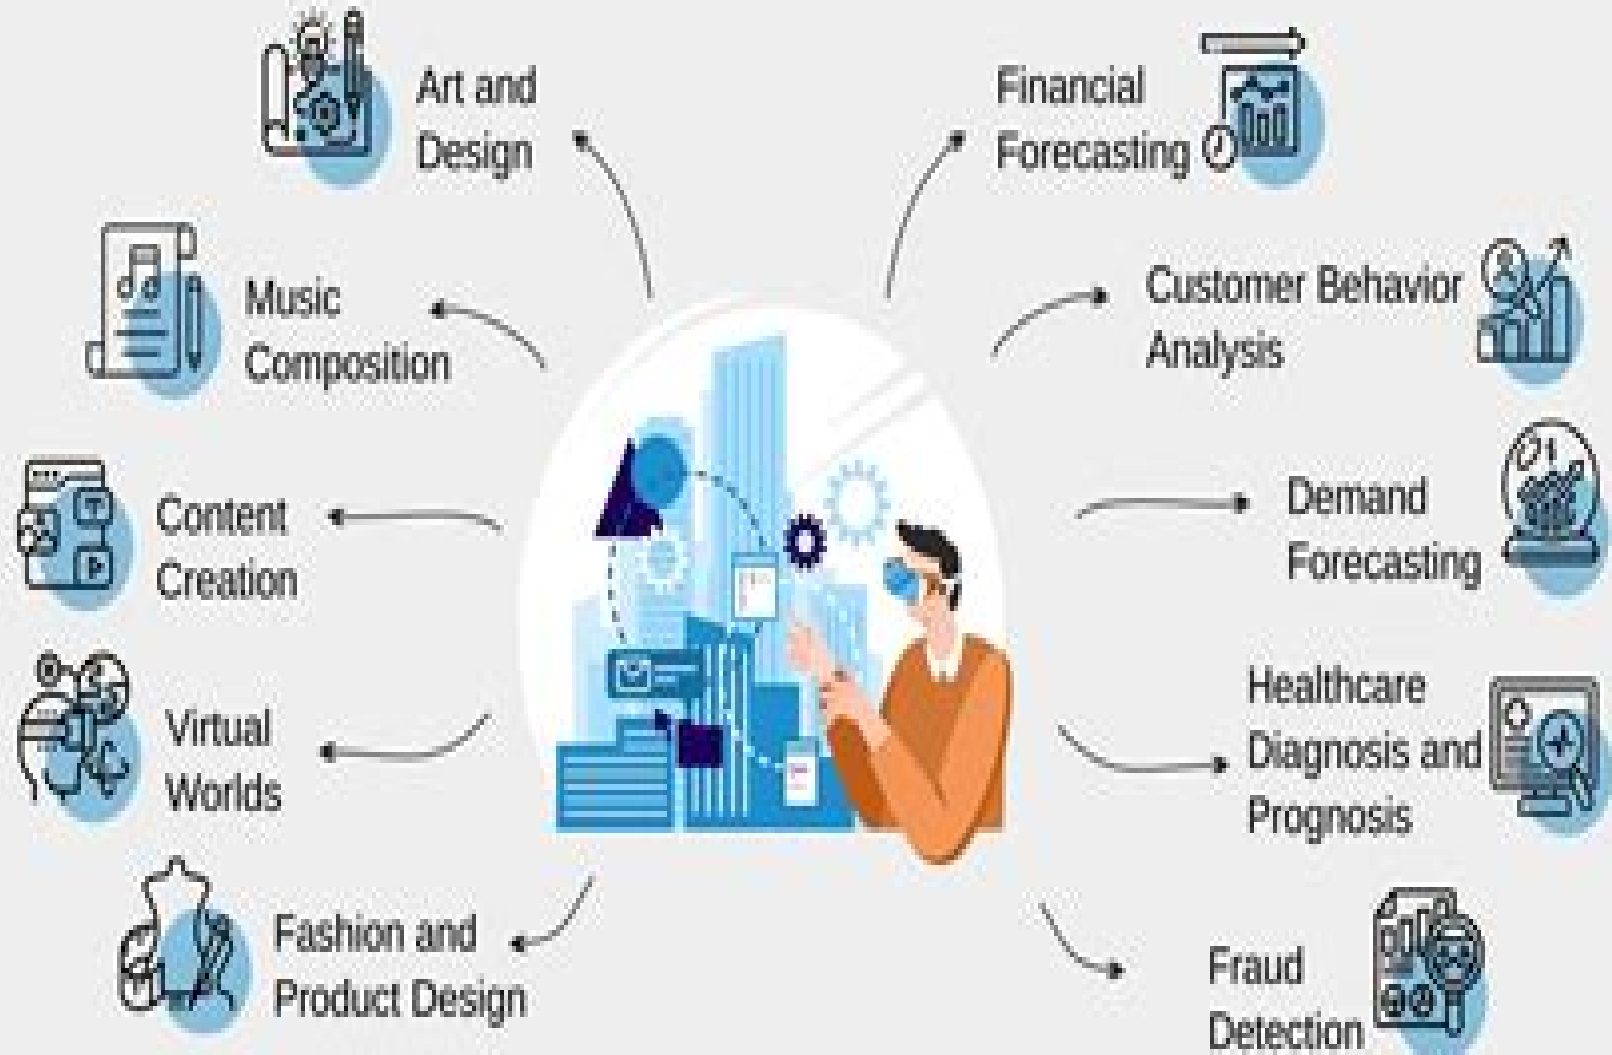 Art and
Design
Music
Composition
Content
Creation
Virtual
Worlds
Fashion and
Product Design
Financial
Forecasting
Customer Behavior
Analysis
Demand
Forecasting
Healthcare
Diagnosis and
Prognosis
Fraud
Detection